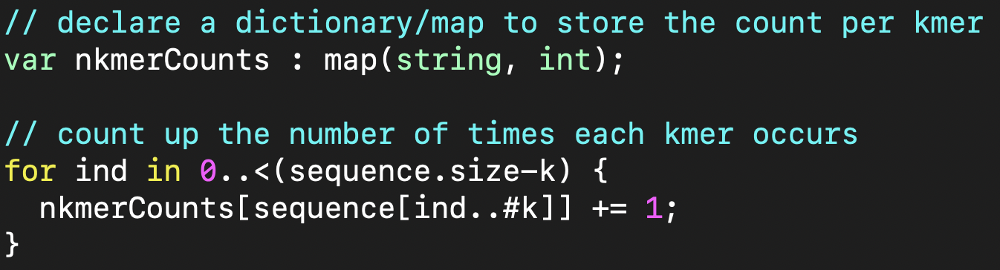 // declare a dictionary/map to store the count per kmer
var nkmerCounts : map(string, int);
// count up the number of times each kmer occurs
for ind in 0..<(sequence.size-k) {
  nkmerCounts[sequence[ind..#k]] += 1;
}